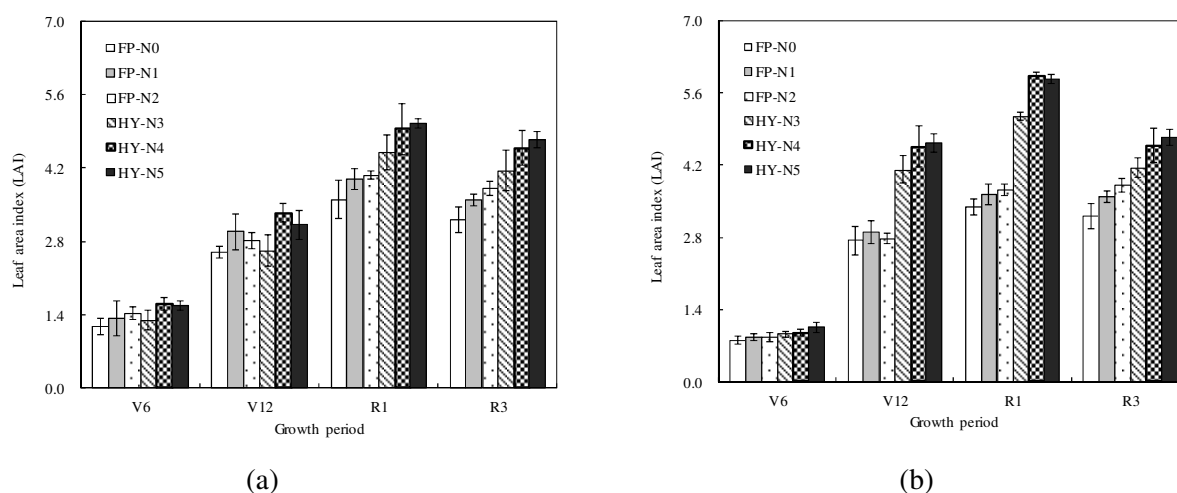 7.0
5.6
4.2
2.8
1.4
0.0
Leaf area index (LAI)
FP-N0
FP-N1
FP-N2
HY-N3
HY-N4
HY-N5
V6 V12 R1 R3
Growth period
(a)
7.0
5.6
4.2
2.8
1.4
0.0
Leaf area index (LAI)
FP-N0
FP-N1
FP-N2
HY-N3
HY-N4
HY-N5
V6 V12 R1 R3
Growth period
(b)